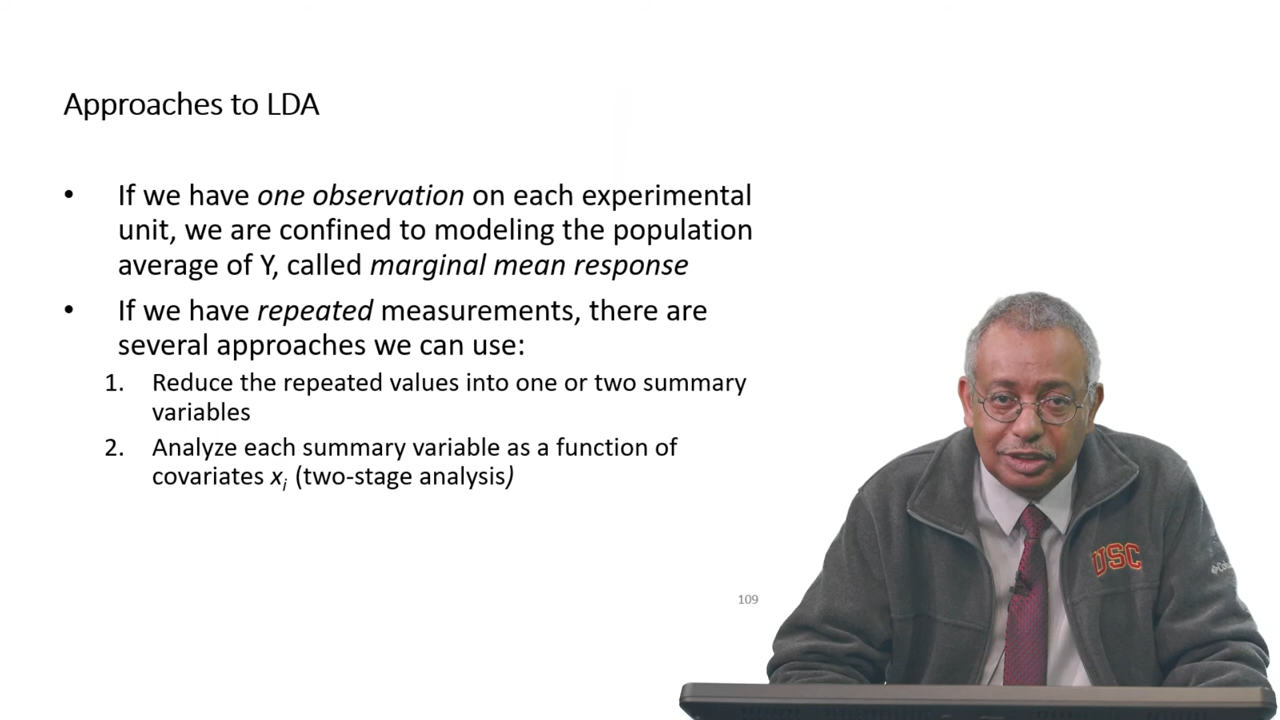 Approaches to LDA
• If we have one observation on each experimental
unit, we are confined to modeling the population
average of Y, called marginal mean response
• If we have repeated measurements, there are
several approaches we can use:
1. Reduce the repeated values into one or two summary
variables
2. Analyze each summary variable as a function of
covariates xi (two-stage analysis)
USC
109